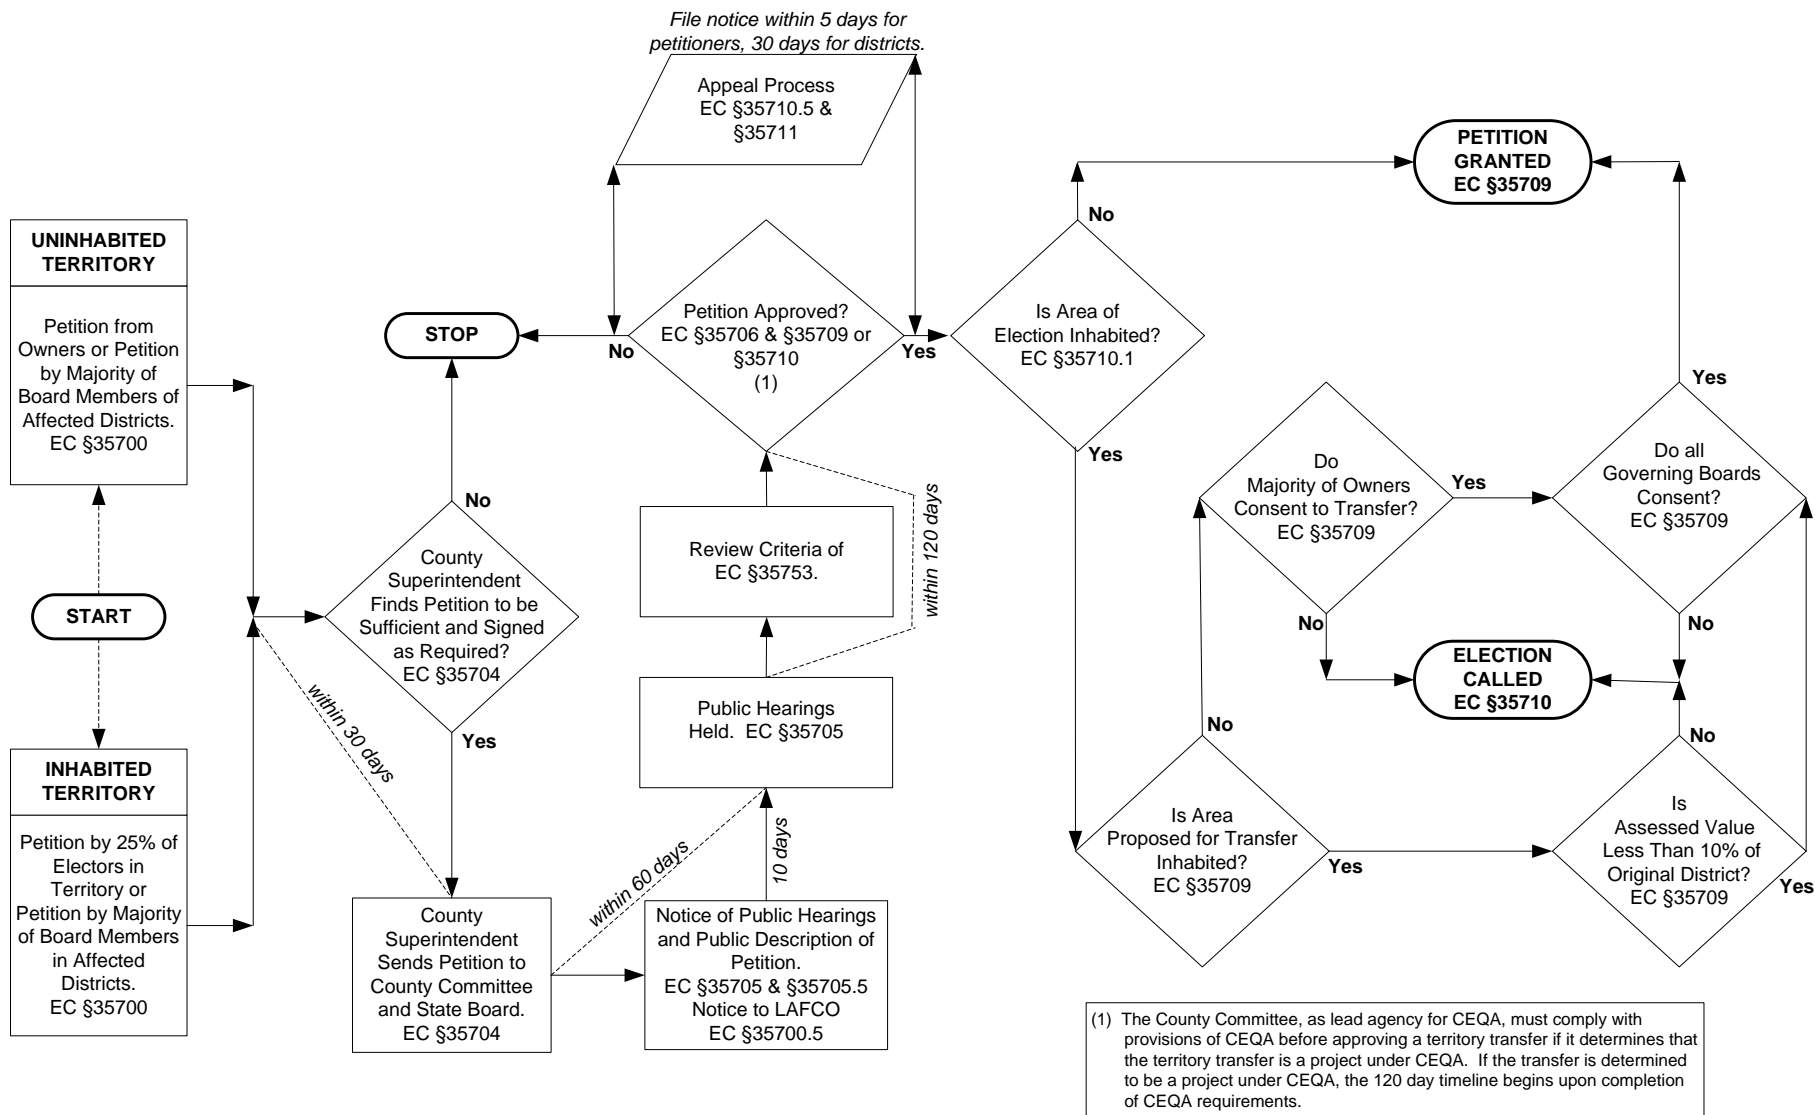 File notice within 5 days for
petitioners, 30 days for districts.
Appeal Process
EC §35710.5 &
§35711
PETITION
GRANTED
EC §35709
UNINHABITED
TERRITORY
Petition from
Owners or Petition
by Majority of
Board Members of
Affected Districts.
EC §35700
START
INHABITED
TERRITORY
Petition by 25% of
Electors in
Territory or
Petition by Majority
of Board Members
in Affected
Districts.
EC §35700
within 30 days
STOP
No
County
Superintendent
Finds Petition to be
Sufficient and Signed
as Required?
EC §35704
Yes
County
Superintendent
Sends Petition to
County Committee
and State Board.
EC §35704
within 60 days
Notice of Public Hearings
and Public Description of
Petition.
EC §35705 & §35705.5
Notice to LAFCO
EC §35700.5
10 days
Public Hearings
Held.  EC §35705
Review Criteria of
EC §35753.
within 120 days
Petition Approved?
EC §35706 & §35709 or
§35710
(1)
No
Yes
Is Area of
Election Inhabited?
EC §35710.1
No
Yes
Do
Majority of Owners
Consent to Transfer?
EC §35709
Yes
No
Do all
Governing Boards
Consent?
EC §35709
Yes
No
ELECTION
CALLED
EC §35710
Is Area
Proposed for Transfer
Inhabited?
EC §35709
No
Yes
Is
Assessed Value
Less Than 10% of
Original District?
EC §35709
No
Yes
(1)  The County Committee, as lead agency for CEQA, must comply with
provisions of CEQA before approving a territory transfer if it determines that
the territory transfer is a project under CEQA.  If the transfer is determined
to be a project under CEQA, the 120 day timeline begins upon completion
of CEQA requirements.